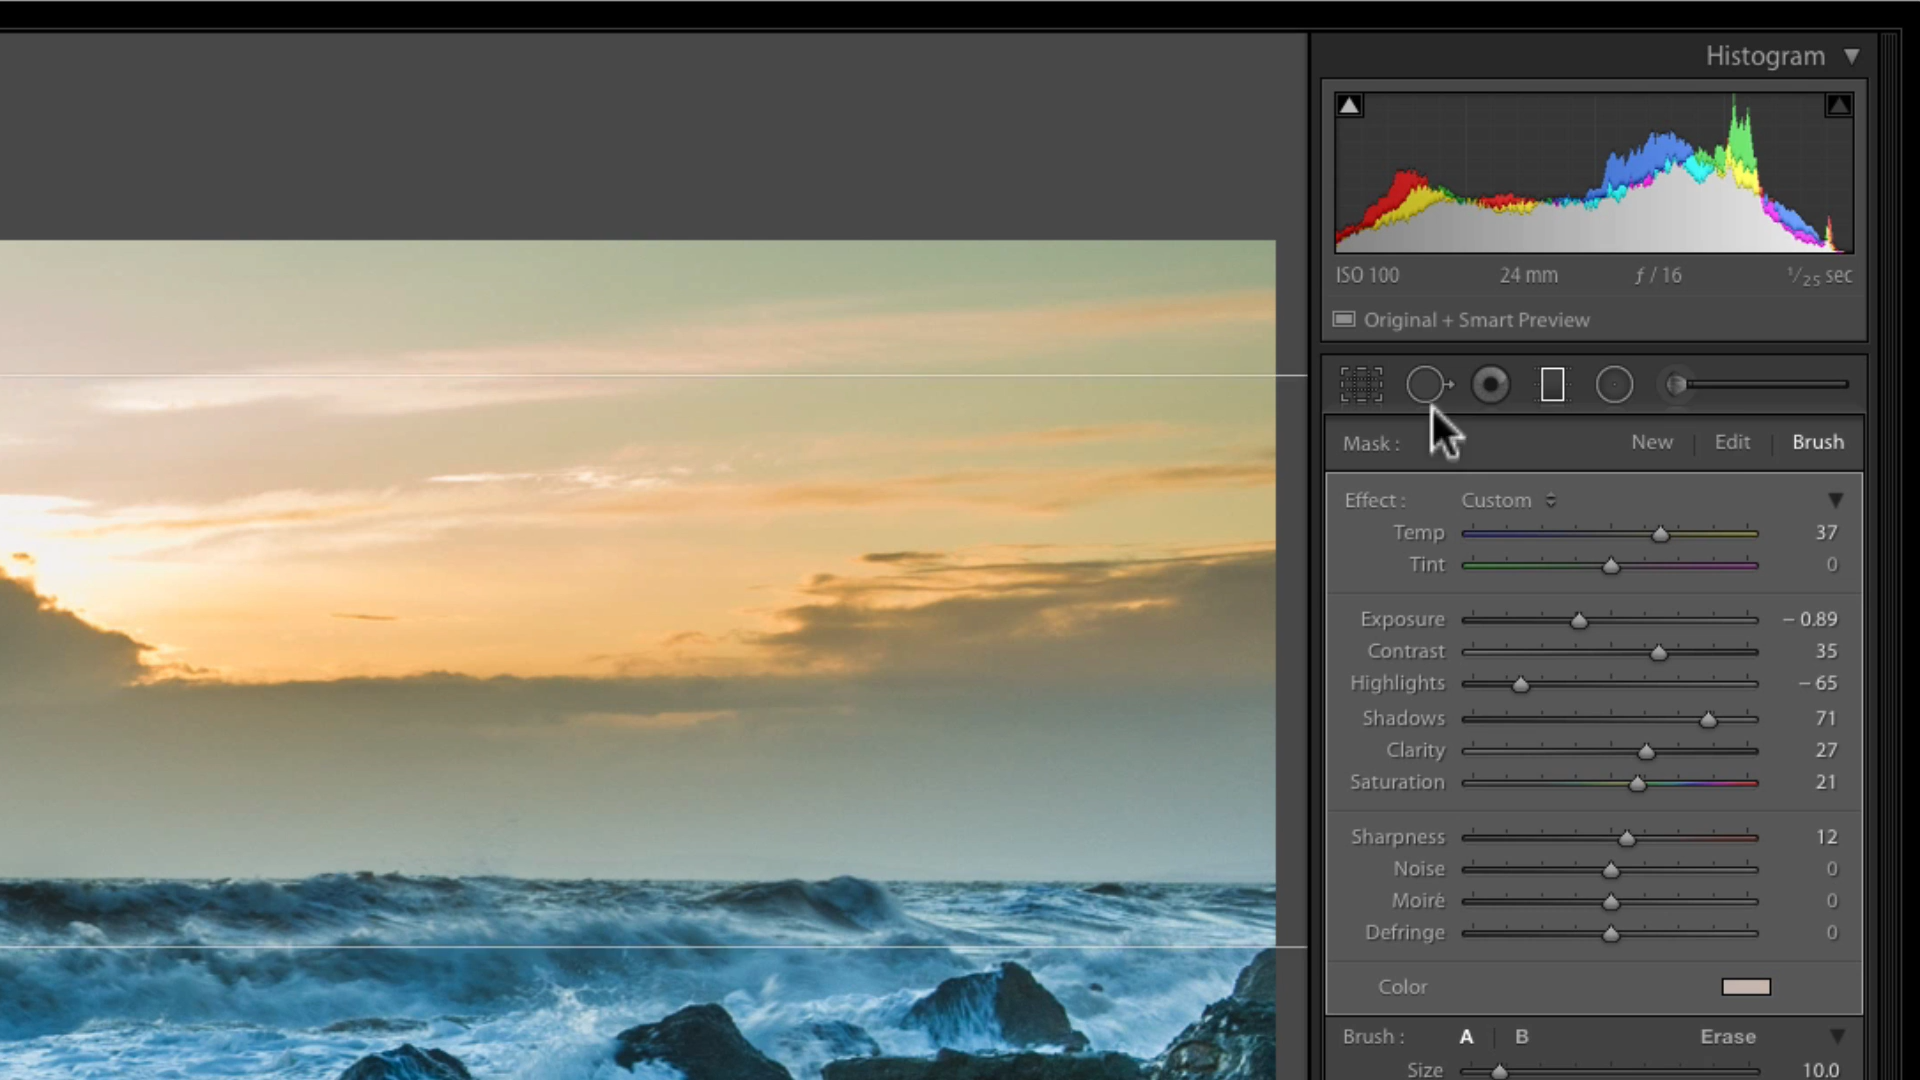 Histogram
ISO 100 24 mm ƒ / 16 1/25 sec
Original + Smart Preview
Mask : New | Edit | Brush
Effect : Custom
Temp 37
Tint 0
Exposure – 0.89
Contrast 35
Highlights – 65
Shadows 71
Clarity 27
Saturation 21
Sharpness 12
Noise 0
Moiré 0
Defringe 0
Color
Brush : A | B Erase
Size 10.0